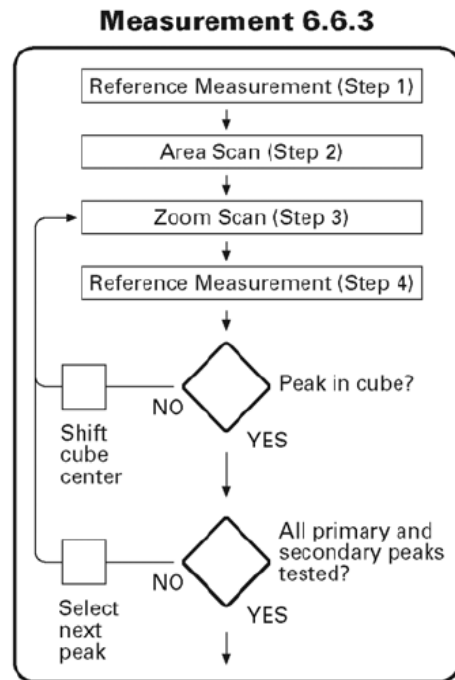 Measurement 6.6.3
Reference Measurement (Step 1)
Area Scan (Step 2)
Zoom Scan (Step 3)
Reference Measurement (Step 4)
Peak in cube?
NO
YES
Shift
cube
center
All primary and
secondary peaks
tested?
NO
YES
Select
next
peak